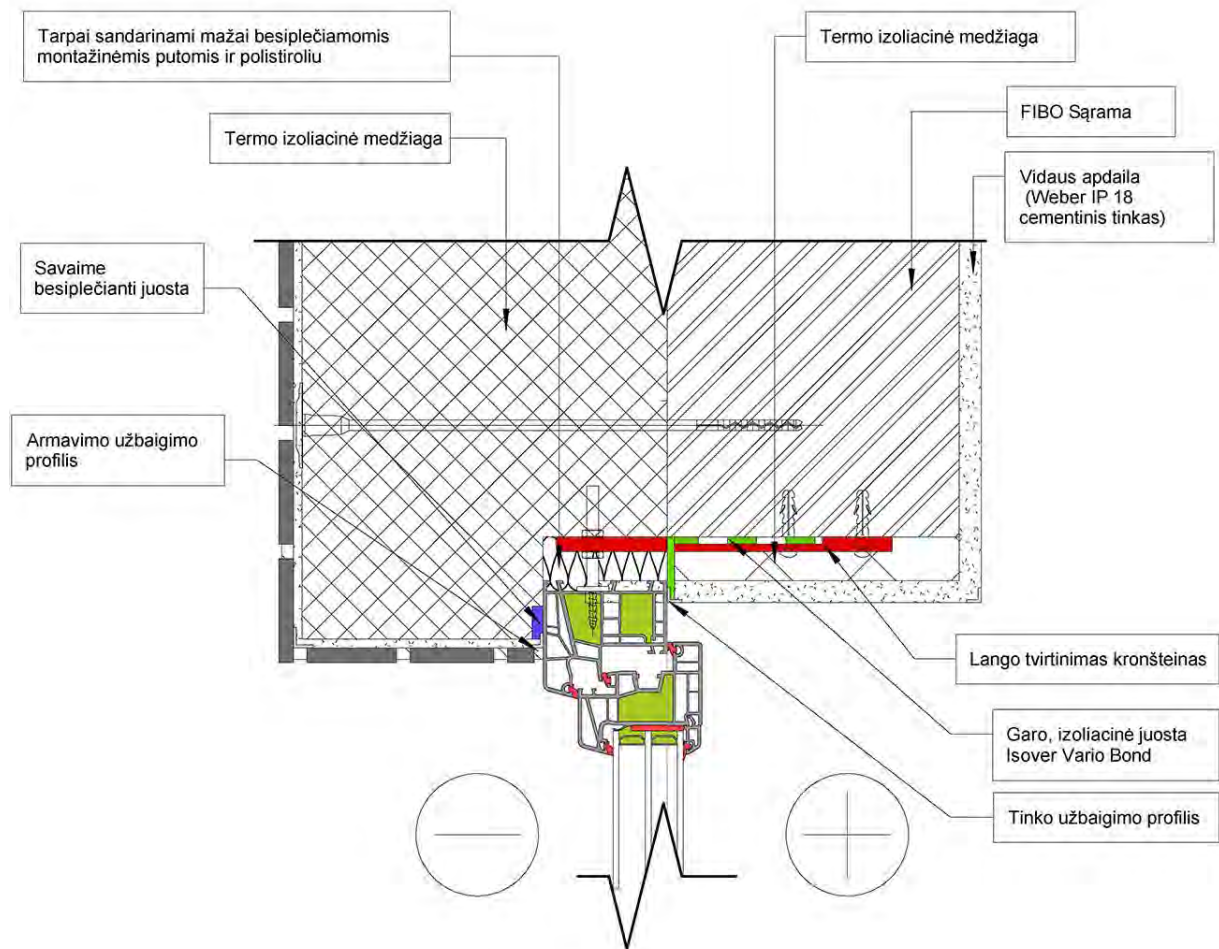 Tarpai sandarinami mažai besiplečiamomis
montažinėmis putomis ir polistiroliu
Termo izoliacinė medžiaga
Termo izoliacinė medžiaga
FIBO Sąrama
Vidaus apdaila
(Weber IP 18
cementinis tinkas)
Savaime
besiplečianti juosta
Armavimo užbaigimo
profilis
Lango tvirtinimas kronšteinas
Garo, izoliacinė juosta
Isover Vario Bond
Tinko užbaigimo profilis